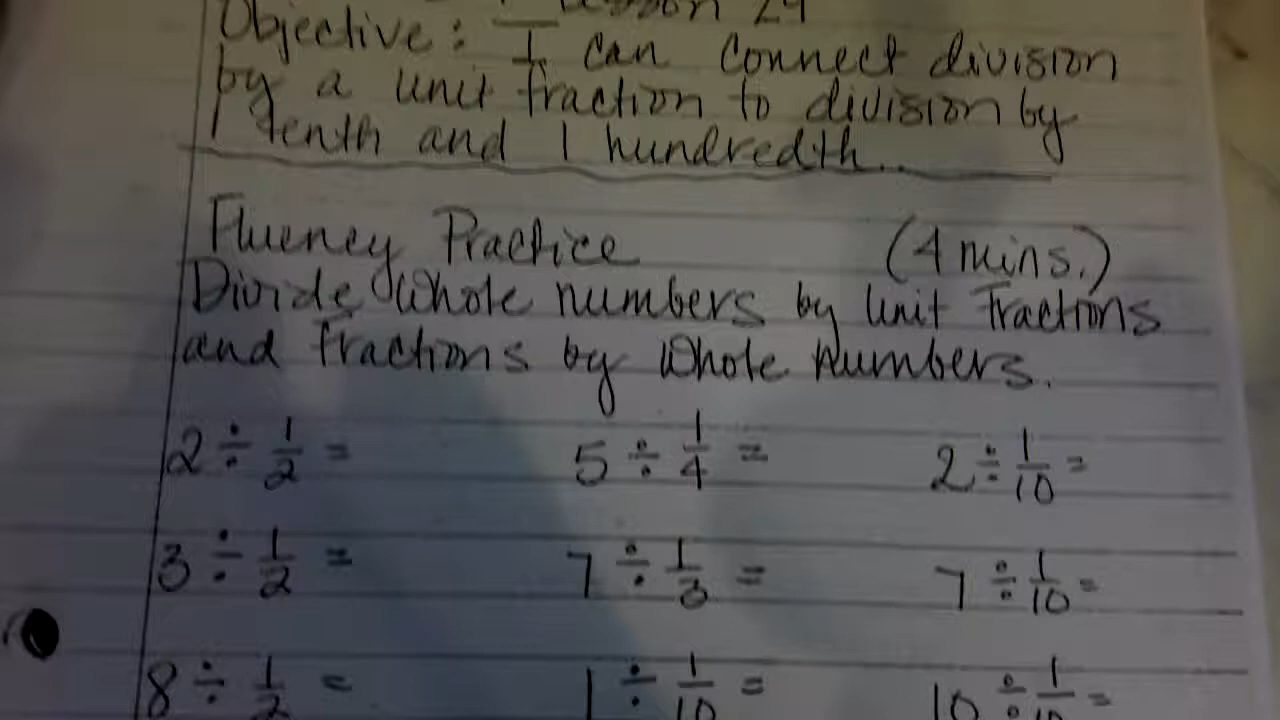 Lesson 29
Objective: I can connect division
by a unit fraction to division by
1 tenth and 1 hundredth.
Fluency Practice (4 mins.)
Divide Whole numbers by unit fractions
and fractions by Whole Numbers.
2 ÷ 1/2 = 5 ÷ 1/4 = 2 ÷ 1/10 =
3 ÷ 1/2 = 7 ÷ 1/3 = 7 ÷ 1/10 =
8 ÷ 1/2 = 1 ÷ 1/10 = 10 ÷ 1/10 =